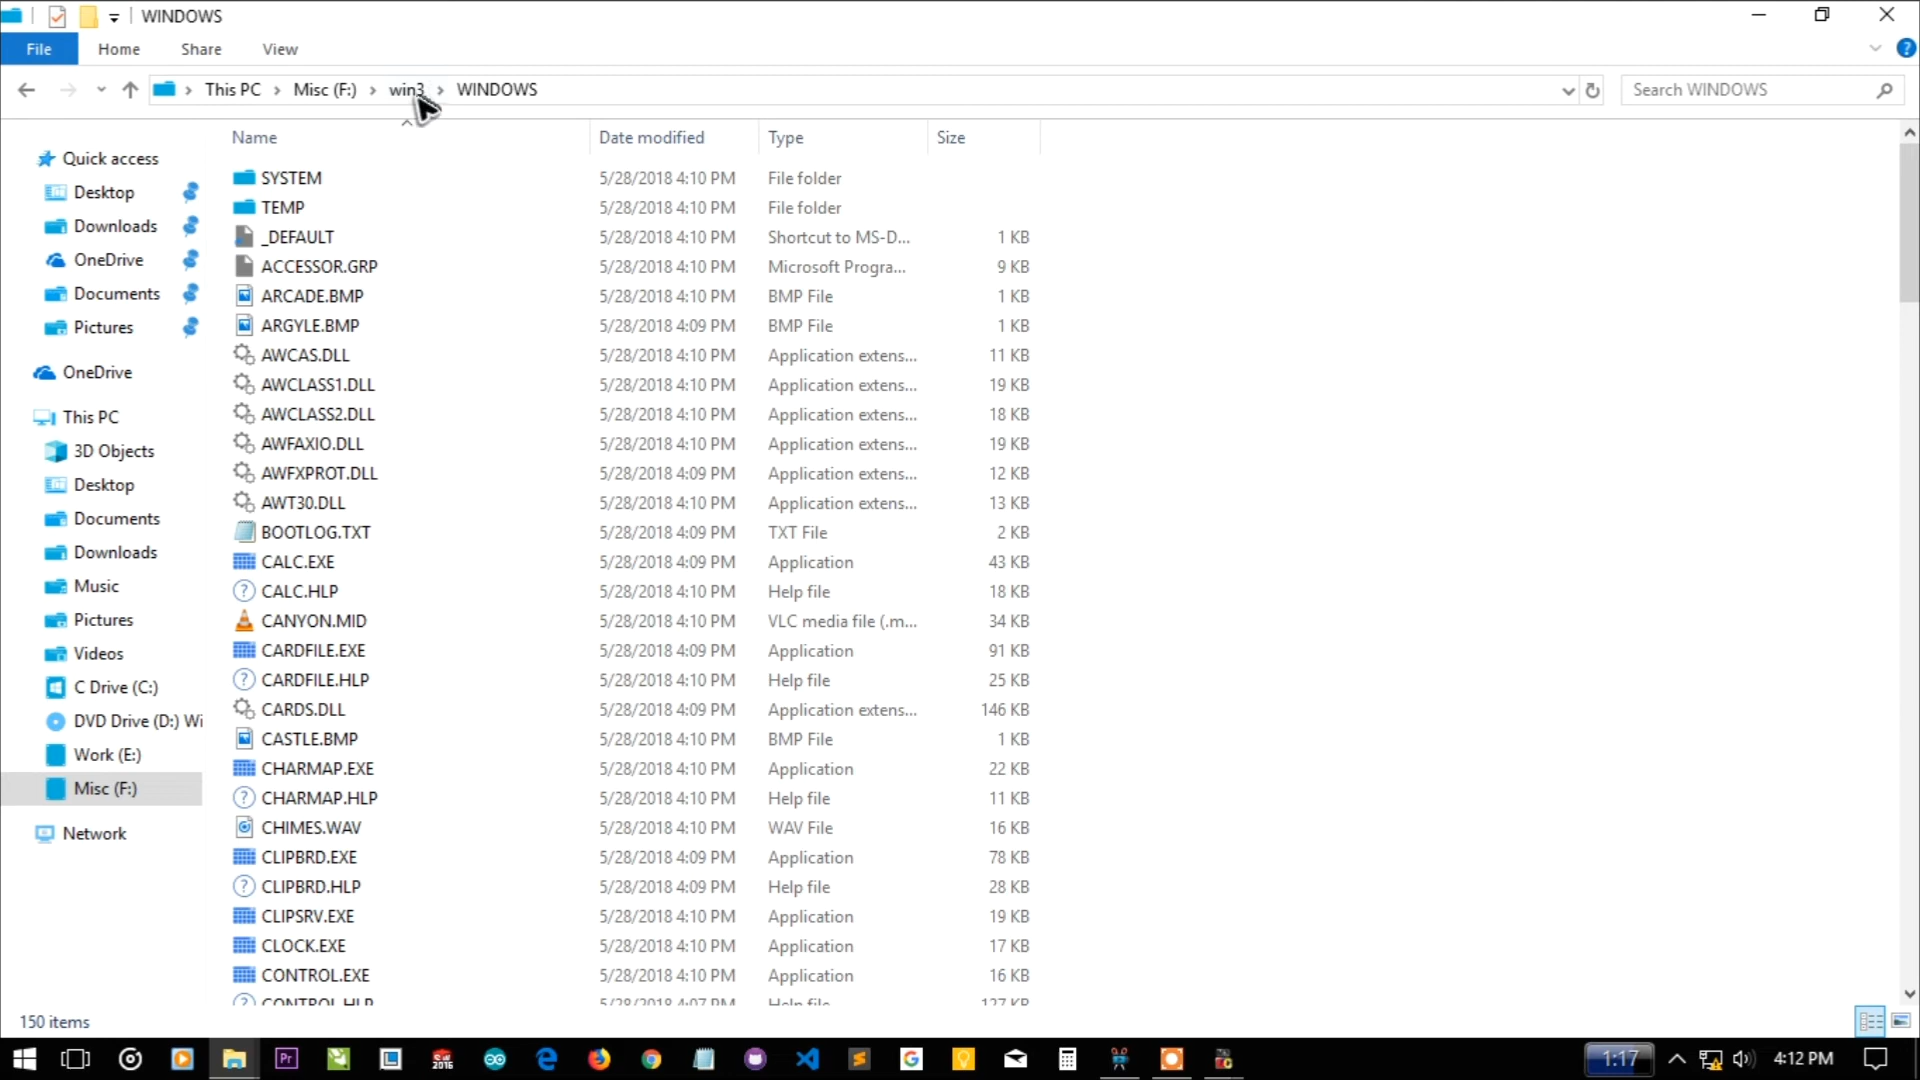 WINDOWS
File Home Share View
This PC Misc (F:) win3 WINDOWS Search WINDOWS
Name Date modified Type Size
Quick access
Desktop
Downloads
OneDrive
Documents
Pictures
OneDrive
This PC
3D Objects
Desktop
Documents
Downloads
Music
Pictures
Videos
C Drive (C:)
DVD Drive (D:) Wi
Work (E:)
Misc (F:)
Network
SYSTEM 5/28/2018 4:10 PM File folder
TEMP 5/28/2018 4:10 PM File folder
_DEFAULT 5/28/2018 4:10 PM Shortcut to MS-D... 1 KB
ACCESSOR.GRP 5/28/2018 4:10 PM Microsoft Progra... 9 KB
ARCADE.BMP 5/28/2018 4:10 PM BMP File 1 KB
ARGYLE.BMP 5/28/2018 4:09 PM BMP File 1 KB
AWCAS.DLL 5/28/2018 4:10 PM Application extens... 11 KB
AWCLASS1.DLL 5/28/2018 4:10 PM Application extens... 19 KB
AWCLASS2.DLL 5/28/2018 4:10 PM Application extens... 18 KB
AWFAXIO.DLL 5/28/2018 4:10 PM Application extens... 19 KB
AWFXPROT.DLL 5/28/2018 4:09 PM Application extens... 12 KB
AWT30.DLL 5/28/2018 4:10 PM Application extens... 13 KB
BOOTLOG.TXT 5/28/2018 4:09 PM TXT File 2 KB
CALC.EXE 5/28/2018 4:09 PM Application 43 KB
CALC.HLP 5/28/2018 4:10 PM Help file 18 KB
CANYON.MID 5/28/2018 4:10 PM VLC media file (.m... 34 KB
CARDFILE.EXE 5/28/2018 4:09 PM Application 91 KB
CARDFILE.HLP 5/28/2018 4:09 PM Help file 25 KB
CARDS.DLL 5/28/2018 4:09 PM Application extens... 146 KB
CASTLE.BMP 5/28/2018 4:10 PM BMP File 1 KB
CHARMAP.EXE 5/28/2018 4:10 PM Application 22 KB
CHARMAP.HLP 5/28/2018 4:10 PM Help file 11 KB
CHIMES.WAV 5/28/2018 4:10 PM WAV File 16 KB
CLIPBRD.EXE 5/28/2018 4:09 PM Application 78 KB
CLIPBRD.HLP 5/28/2018 4:09 PM Help file 28 KB
CLIPSRV.EXE 5/28/2018 4:10 PM Application 19 KB
CLOCK.EXE 5/28/2018 4:10 PM Application 17 KB
CONTROL.EXE 5/28/2018 4:10 PM Application 16 KB
CONTROL.HLP 5/28/2018 4:07 PM Help file 127 KB
150 items
Pr SW 2016 1:17 4:12 PM